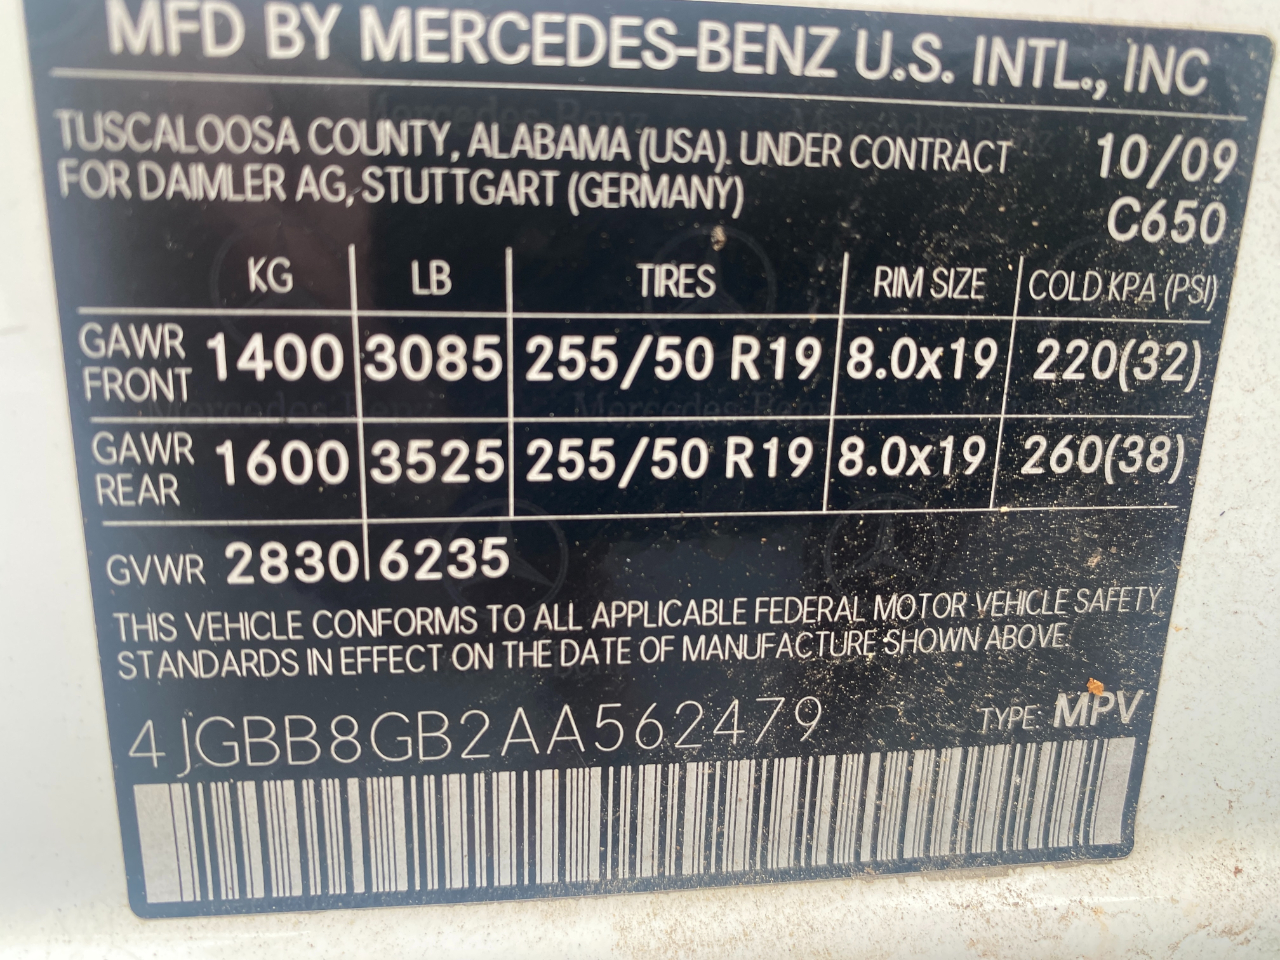 MFD BY MERCEDES-BENZ U.S. INTL., INC
TUSCALOOSA COUNTY, ALABAMA (USA). UNDER CONTRACT 10/09
FOR DAIMLER AG, STUTTGART (GERMANY) C650
KG LB TIRES RIM SIZE COLD KPA (PSI)
GAWR FRONT 1400 3085 255/50 R19 8.0x19 220(32)
GAWR REAR 1600 3525 255/50 R19 8.0x19 260(38)
GVWR 2830 6235
THIS VEHICLE CONFORMS TO ALL APPLICABLE FEDERAL MOTOR VEHICLE SAFETY
STANDARDS IN EFFECT ON THE DATE OF MANUFACTURE SHOWN ABOVE
4JGBB8GB2AA562479 TYPE: MPV